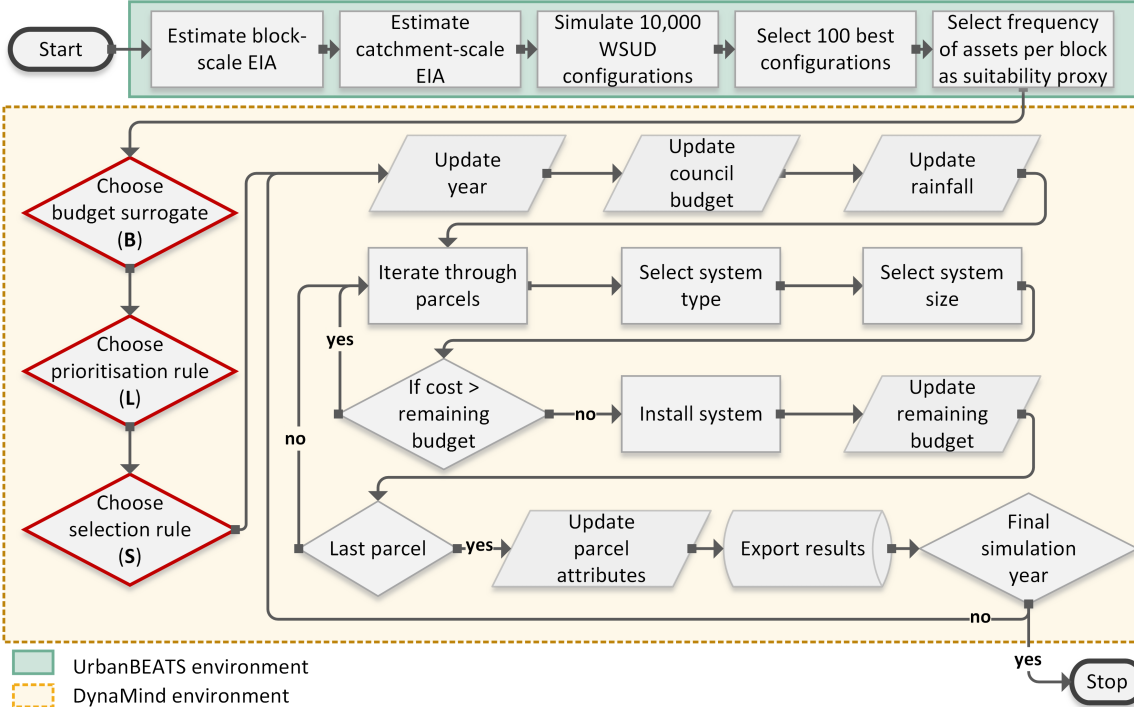 Start
Estimate block-
scale EIA
Estimate
catchment-scale
EIA
Simulate 10,000
WSUD
configurations
Select 100 best
configurations
Select frequency
of assets per block
as suitability proxy
Choose
budget surrogate
(B)
Update
year
Update
council
budget
Update
rainfall
Iterate through
parcels
Select system
type
Select system
size
yes
Choose
prioritisation rule
(L)
If cost >
remaining
budget
no
Install system
Update
remaining
budget
no
Choose
selection rule
(S)
Last parcel
yes
Update
parcel
attributes
Export results
Final
simulation
year
no
yes
Stop
UrbanBEATS environment
DynaMind environment